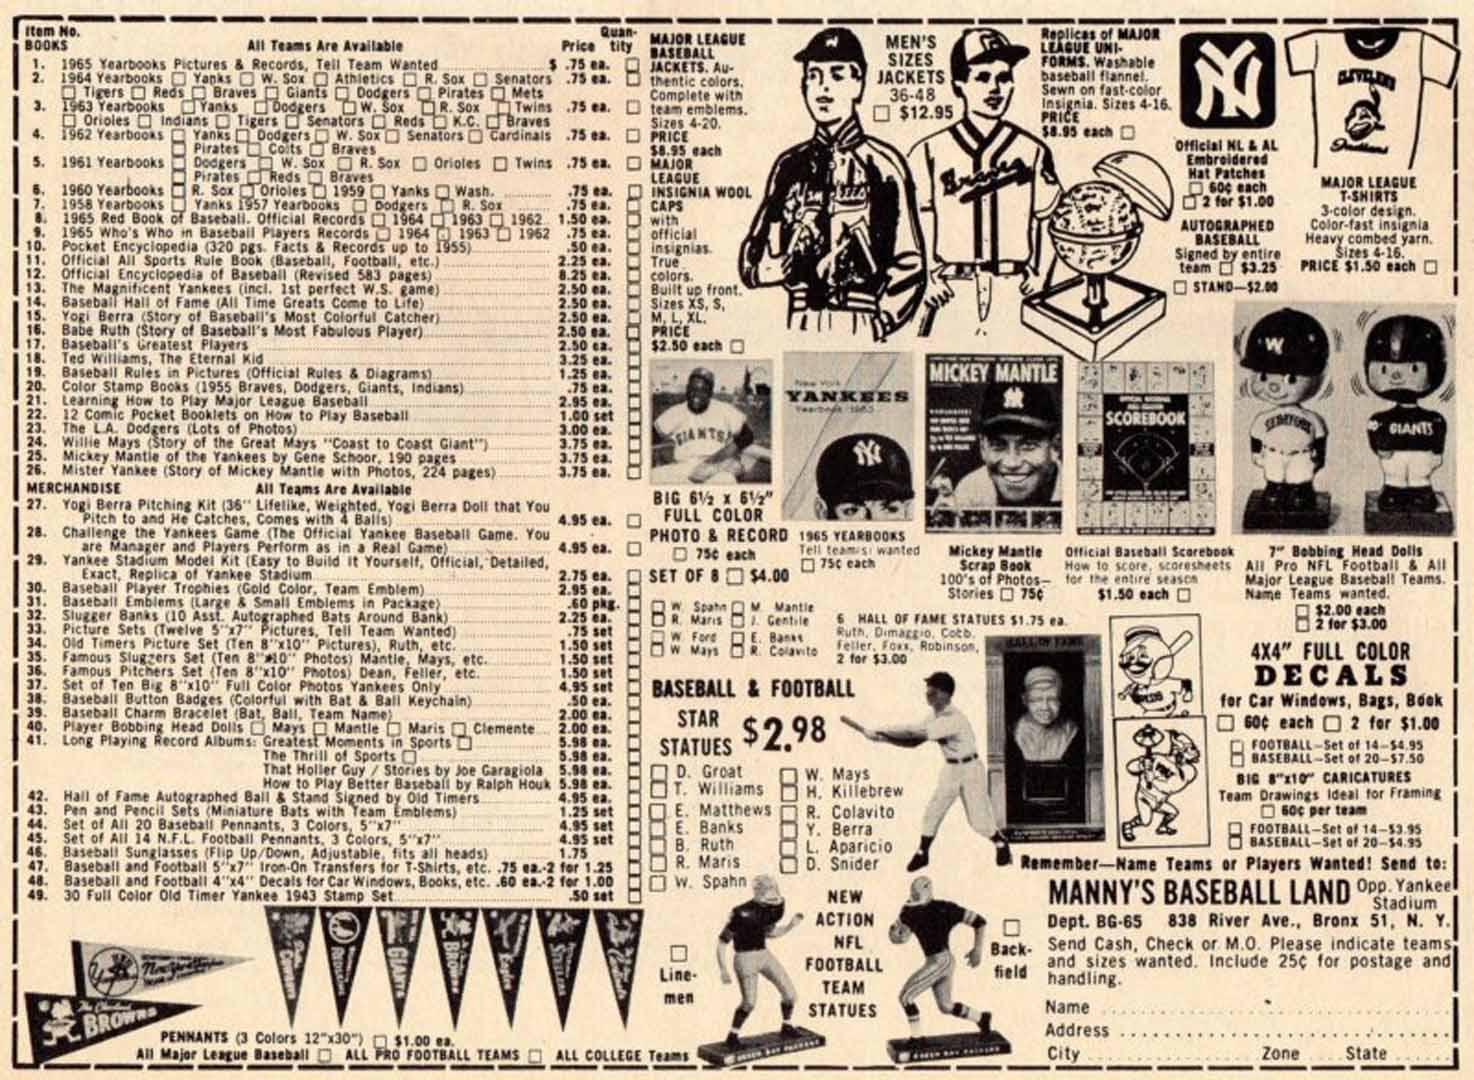 Item No. Quan-
BOOKS All Teams Are Available Price tity
1. 1965 Yearbooks Pictures & Records, Tell Team Wanted $ .75 ea. □
2. 1964 Yearbooks □ Yanks □ W. Sox □ Athletics □ R. Sox □ Senators .75 ea. □
□ Tigers □ Reds □ Braves □ Giants □ Dodgers □ Pirates □ Mets
3. 1963 Yearbooks □ Yanks □ Dodgers □ W. Sox □ R. Sox □ Twins .75 ea. □
□ Orioles □ Indians □ Tigers □ Senators □ Reds □ K.C. □ Braves
4. 1962 Yearbooks □ Yanks □ Dodgers □ W. Sox □ Senators □ Cardinals .75 ea. □
□ Pirates □ Colts □ Braves
5. 1961 Yearbooks □ Dodgers □ W. Sox □ R. Sox □ Orioles □ Twins .75 ea. □
□ Pirates □ Reds □ Braves
6. 1960 Yearbooks □ R. Sox □ Orioles □ 1959 □ Yanks □ Wash. .75 ea. □
7. 1958 Yearbooks □ Yanks 1957 Yearbooks □ Dodgers □ R. Sox .75 ea. □
8. 1965 Red Book of Baseball. Official Records □ 1964 □ 1963 □ 1962 1.50 ea. □
9. 1965 Who's Who in Baseball Players Records □ 1964 □ 1963 □ 1962 .75 ea. □
10. Pocket Encyclopedia (320 pgs. Facts & Records up to 1955) .50 ea. □
11. Official All Sports Rule Book (Baseball, Football, etc.) 2.25 ea. □
12. Official Encyclopedia of Baseball (Revised 583 pages) 8.25 ea. □
13. The Magnificent Yankees (incl. 1st perfect W.S. game) 2.50 ea. □
14. Baseball Hall of Fame (All Time Greats Come to Life) 2.50 ea. □
15. Yogi Berra (Story of Baseball's Most Colorful Catcher) 2.50 ea. □
16. Babe Ruth (Story of Baseball's Most Fabulous Player) 2.50 ea. □
17. Baseball's Greatest Players 2.50 ea. □
18. Ted Williams, The Eternal Kid 3.25 ea. □
19. Baseball Rules in Pictures (Official Rules & Diagrams) 1.25 ea. □
20. Color Stamp Books (1955 Braves, Dodgers, Giants, Indians) .75 ea. □
21. Learning How to Play Major League Baseball 2.95 ea. □
22. 12 Comic Pocket Booklets on How to Play Baseball 1.00 set □
23. The L.A. Dodgers (Lots of Photos) 3.00 ea. □
24. Willie Mays (Story of the Great Mays "Coast to Coast Giant") 3.75 ea. □
25. Mickey Mantle of the Yankees by Gene Schoor, 190 pages 3.75 ea. □
26. Mister Yankee (Story of Mickey Mantle with Photos, 224 pages) 3.75 ea. □
MERCHANDISE All Teams Are Available
27. Yogi Berra Pitching Kit (36" Lifelike, Weighted, Yogi Berra Doll that You
Pitch to and He Catches, Comes with 4 Balls) 4.95 ea. □
28. Challenge the Yankees Game (The Official Yankee Baseball Game. You
are Manager and Players Perform as in a Real Game) 4.95 ea. □
29. Yankee Stadium Model Kit (Easy to Build It Yourself, Official, Detailed,
Exact, Replica of Yankee Stadium 2.75 ea. □
30. Baseball Player Trophies (Gold Color, Team Emblem) 2.95 ea. □
31. Baseball Emblems (Large & Small Emblems in Package) .60 pkg. □
32. Slugger Banks (10 Asst. Autographed Bats Around Bank) 2.25 ea. □
33. Picture Sets (Twelve 5"x7" Pictures, Tell Team Wanted) .75 set □
34. Old Timers Picture Set (Ten 8"x10" Pictures), Ruth, etc. 1.50 set □
35. Famous Sluggers Set (Ten 8"x10" Photos) Mantle, Mays, etc. 1.50 set □
36. Famous Pitchers Set (Ten 8"x10" Photos) Dean, Feller, etc. 1.50 set □
37. Set of Ten Big 8"x10" Full Color Photos Yankees Only 4.95 set □
38. Baseball Button Badges (Colorful with Bat & Ball Keychain) .50 ea. □
39. Baseball Charm Bracelet (Bat, Ball, Team Name) 2.00 ea. □
40. Player Bobbing Head Dolls □ Mays □ Mantle □ Maris □ Clemente 2.00 ea. □
41. Long Playing Record Albums: Greatest Moments in Sports □ 5.98 ea. □
The Thrill of Sports □ 5.98 ea. □
That Holler Guy / Stories by Joe Garagiola 5.98 ea. □
How to Play Better Baseball by Ralph Houk 5.98 ea. □
42. Hall of Fame Autographed Ball & Stand Signed by Old Timers 4.95 ea. □
43. Pen and Pencil Sets (Miniature Bats with Team Emblems) 1.25 set □
44. Set of All 20 Baseball Pennants, 3 Colors, 5"x7" 4.95 set □
45. Set of All 14 N.F.L. Football Pennants, 3 Colors, 5"x7" 4.95 set □
46. Baseball Sunglasses (Flip Up/Down, Adjustable, fits all heads) 1.75 □
47. Baseball and Football 5"x7" Iron-On Transfers for T-Shirts, etc. .75 ea.-2 for 1.25 □
48. Baseball and Football 4"x4" Decals for Car Windows, Books, etc. .60 ea.-2 for 1.00 □
49. 30 Full Color Old Timer Yankee 1943 Stamp Set .50 set □
The
BROWNS
GIANTS
BROWNS
PENNANTS (3 Colors 12"x30") □ $1.00 ea.
All Major League Baseball □ ALL PRO FOOTBALL TEAMS □ ALL COLLEGE Teams
MAJOR LEAGUE
BASEBALL
JACKETS. Au-
thentic colors.
Complete with
team emblems.
Sizes 4-20.
PRICE
$8.95 each
MAJOR
LEAGUE
INSIGNIA WOOL
CAPS
with
official
insignias.
True
colors.
Built up front.
Sizes XS, S,
M, L, XL.
PRICE
$2.50 each □
MEN'S
SIZES
JACKETS
36-48
□ $12.95
Braves
Replicas of MAJOR
LEAGUE UNI-
FORMS. Washable
baseball flannel.
Sewn on fast-color
Insignia. Sizes 4-16.
PRICE
$8.95 each □
NY
Official NL & AL
Embroidered
Hat Patches
□ 60¢ each
□ 2 for $1.00
AUTOGRAPHED
BASEBALL
Signed by entire
team □ $3.25
□ STAND—$2.00
CLEVELAND
Indians
MAJOR LEAGUE
T-SHIRTS
3-color design.
Color-fast insignia
Heavy combed yarn.
Sizes 4-16.
PRICE $1.50 each □
GIANTS
BIG 6½ x 6½"
FULL COLOR
PHOTO & RECORD
□ 75¢ each
SET OF 8 □ $4.00
□ W. Spahn □ M. Mantle
□ R. Maris □ J. Gentile
□ W. Ford □ E. Banks
□ W. Mays □ R. Colavito
New York
YANKEES
Yearbook 1963
NY
1965 YEARBOOKS
Tell team(s) wanted
□ 75¢ each
MICKEY MANTLE
Mickey Mantle
Scrap Book
100's of Photos—
Stories □ 75¢
OFFICIAL BASEBALL
SCOREBOOK
Official Baseball Scorebook
How to score, scoresheets
for the entire season
$1.50 each □
W
GIANTS
7" Bobbing Head Dolls
All Pro NFL Football & All
Major League Baseball Teams.
Name Teams wanted.
□ $2.00 each
□ 2 for $3.00
6 HALL OF FAME STATUES $1.75 ea.
Ruth, Dimaggio, Cobb,
Feller, Foxx, Robinson,
2 for $3.00
HALL OF FAME
BASEBALL & FOOTBALL
STAR
STATUES $2.98
□ D. Groat □ W. Mays
□ T. Williams □ H. Killebrew
□ E. Matthews □ R. Colavito
□ E. Banks □ Y. Berra
□ B. Ruth □ L. Aparicio
□ R. Maris □ D. Snider
□ W. Spahn
4X4" FULL COLOR
DECALS
for Car Windows, Bags, Book
□ 60¢ each □ 2 for $1.00
□ FOOTBALL—Set of 14—$4.95
□ BASEBALL—Set of 20—$7.50
BIG 8"x10" CARICATURES
Team Drawings Ideal for Framing
□ 60¢ per team
□ FOOTBALL—Set of 14—$3.95
□ BASEBALL—Set of 20—$4.95
□
Line-
men
NEW
ACTION
NFL
FOOTBALL
TEAM
STATUES
□
Back-
field
GREEN BAY PACKERS
GREEN BAY PACKERS
Remember—Name Teams or Players Wanted! Send to:
MANNY'S BASEBALL LAND Opp. Yankee
Stadium
Dept. BG-65 838 River Ave., Bronx 51, N. Y.
Send Cash, Check or M.O. Please indicate teams
and sizes wanted. Include 25¢ for postage and
handling.
Name
Address
City Zone State